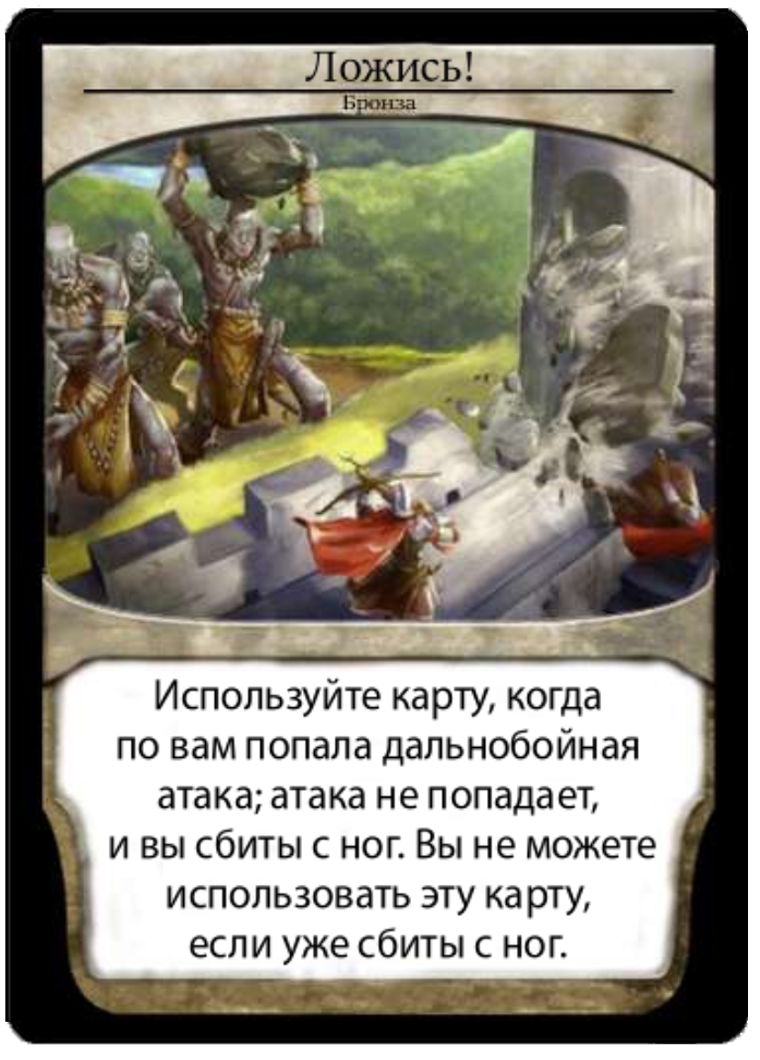 Ложись!
Бронза
Используйте карту, когда
по вам попала дальнобойная
атака; атака не попадает,
и вы сбиты с ног. Вы не можете
использовать эту карту,
если уже сбиты с ног.